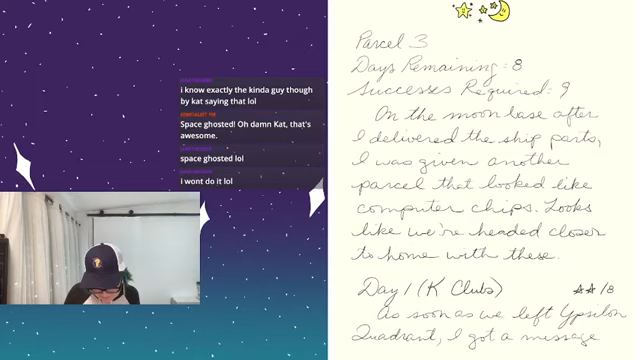 i know exactly the kinda guy though
by kat saying that lol
Space ghosted! Oh damn Kat, that's
awesome.
space ghosted lol
i wont do it lol
Parcel 3
Days Remaining: 8
Successes Required: 9
On the moon base after
I delivered the ship parts,
I was given another
parcel that looked like
computer chips. Looks
like we're headed closer
to home with these.
Day 1 (K Clubs)
/8
As soon as we left Ypsilon
Quadrant, I got a message